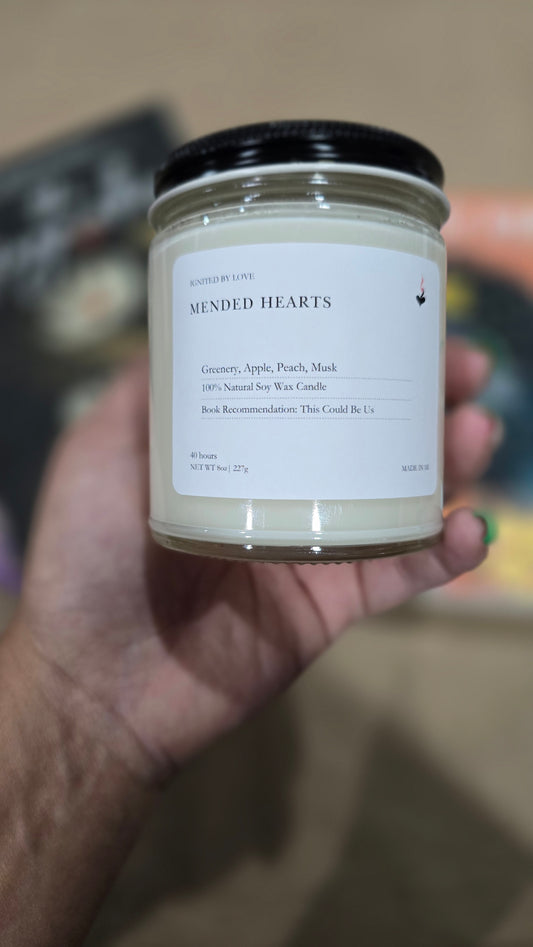 IGNITED BY LOVE
MENDED HEARTS
Greenery, Apple, Peach, Musk
100% Natural Soy Wax Candle
Book Recommendation: This Could Be Us
40 hours
NET WT 8oz | 227g
MADE IN